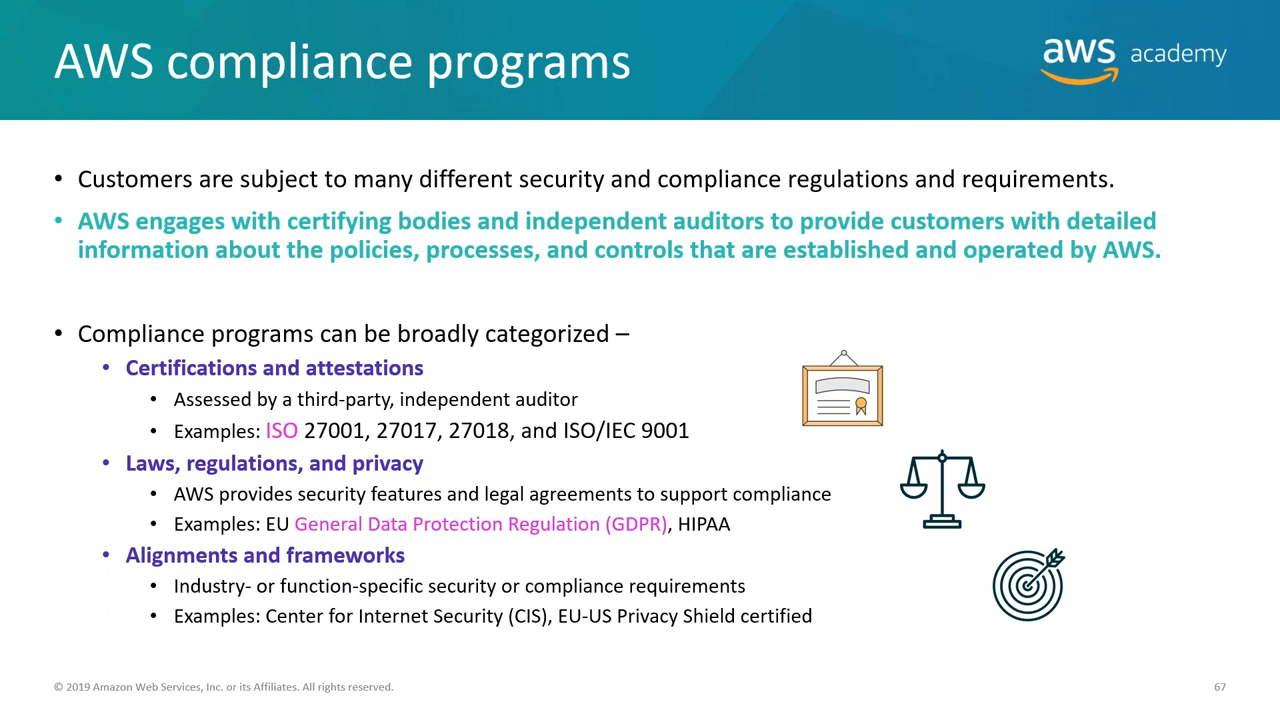 AWS compliance programs
aws academy
• Customers are subject to many different security and compliance regulations and requirements.
• AWS engages with certifying bodies and independent auditors to provide customers with detailed
information about the policies, processes, and controls that are established and operated by AWS.
• Compliance programs can be broadly categorized –
• Certifications and attestations
• Assessed by a third-party, independent auditor
• Examples: ISO 27001, 27017, 27018, and ISO/IEC 9001
• Laws, regulations, and privacy
• AWS provides security features and legal agreements to support compliance
• Examples: EU General Data Protection Regulation (GDPR), HIPAA
• Alignments and frameworks
• Industry- or function-specific security or compliance requirements
• Examples: Center for Internet Security (CIS), EU-US Privacy Shield certified
© 2019 Amazon Web Services, Inc. or its Affiliates. All rights reserved.
67